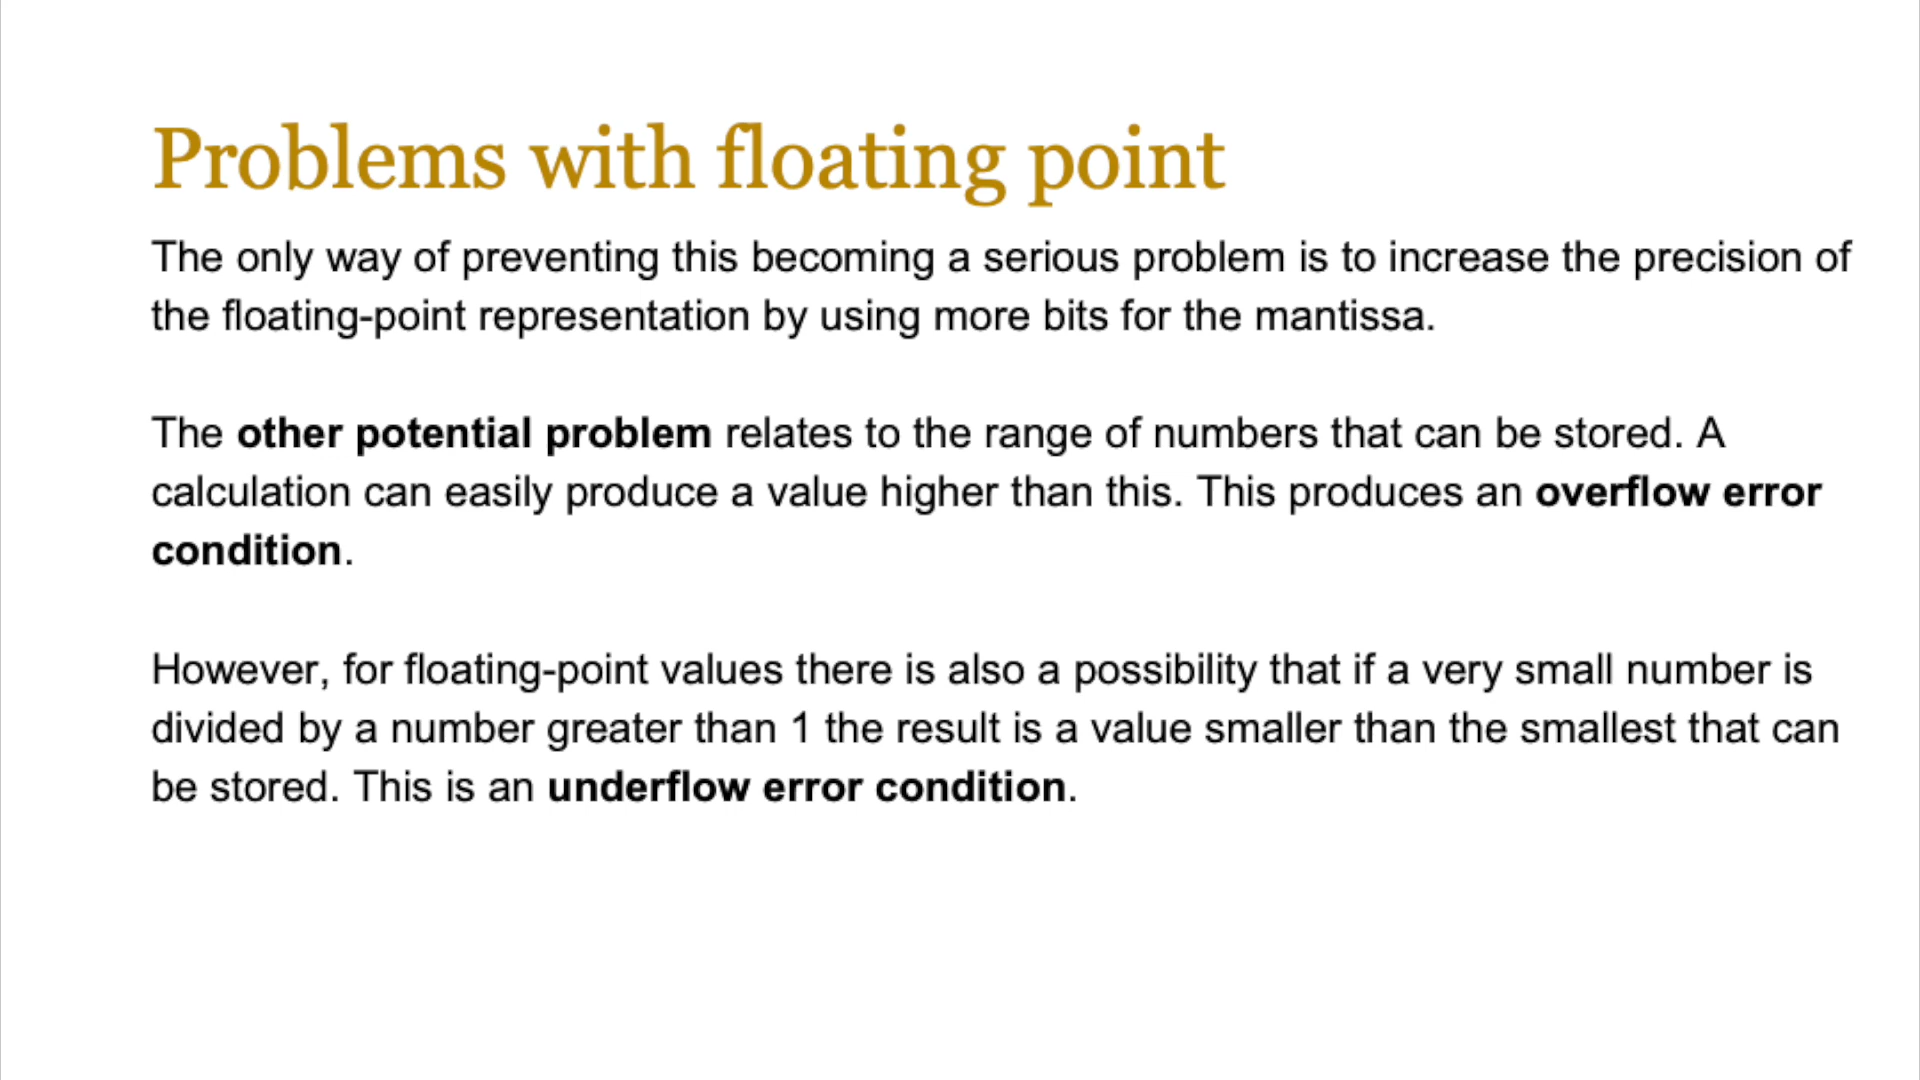 Problems with floating point
The only way of preventing this becoming a serious problem is to increase the precision of
the floating-point representation by using more bits for the mantissa.
The other potential problem relates to the range of numbers that can be stored. A
calculation can easily produce a value higher than this. This produces an overflow error
condition.
However, for floating-point values there is also a possibility that if a very small number is
divided by a number greater than 1 the result is a value smaller than the smallest that can
be stored. This is an underflow error condition.